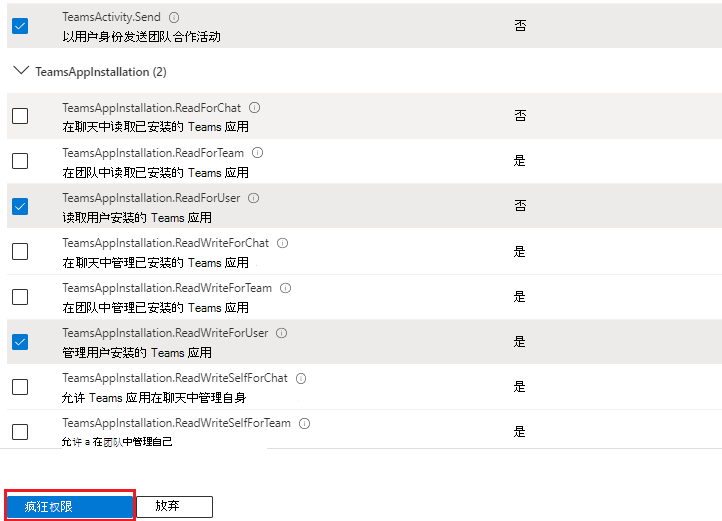 TeamsActivity.Send
以用户身份发送团队合作活动
否
TeamsAppInstallation (2)
TeamsAppInstallation.ReadForChat
在聊天中读取已安装的 Teams 应用
否
TeamsAppInstallation.ReadForTeam
在团队中读取已安装的 Teams 应用
是
TeamsAppInstallation.ReadForUser
读取用户安装的 Teams 应用
否
TeamsAppInstallation.ReadWriteForChat
在聊天中管理已安装的 Teams 应用
是
TeamsAppInstallation.ReadWriteForTeam
在团队中管理已安装的 Teams 应用
是
TeamsAppInstallation.ReadWriteForUser
管理用户安装的 Teams 应用
是
TeamsAppInstallation.ReadWriteSelfForChat
允许 Teams 应用在聊天中管理自身
是
TeamsAppInstallation.ReadWriteSelfForTeam
允许 a 在团队中管理自己
是
疯狂权限
放弃